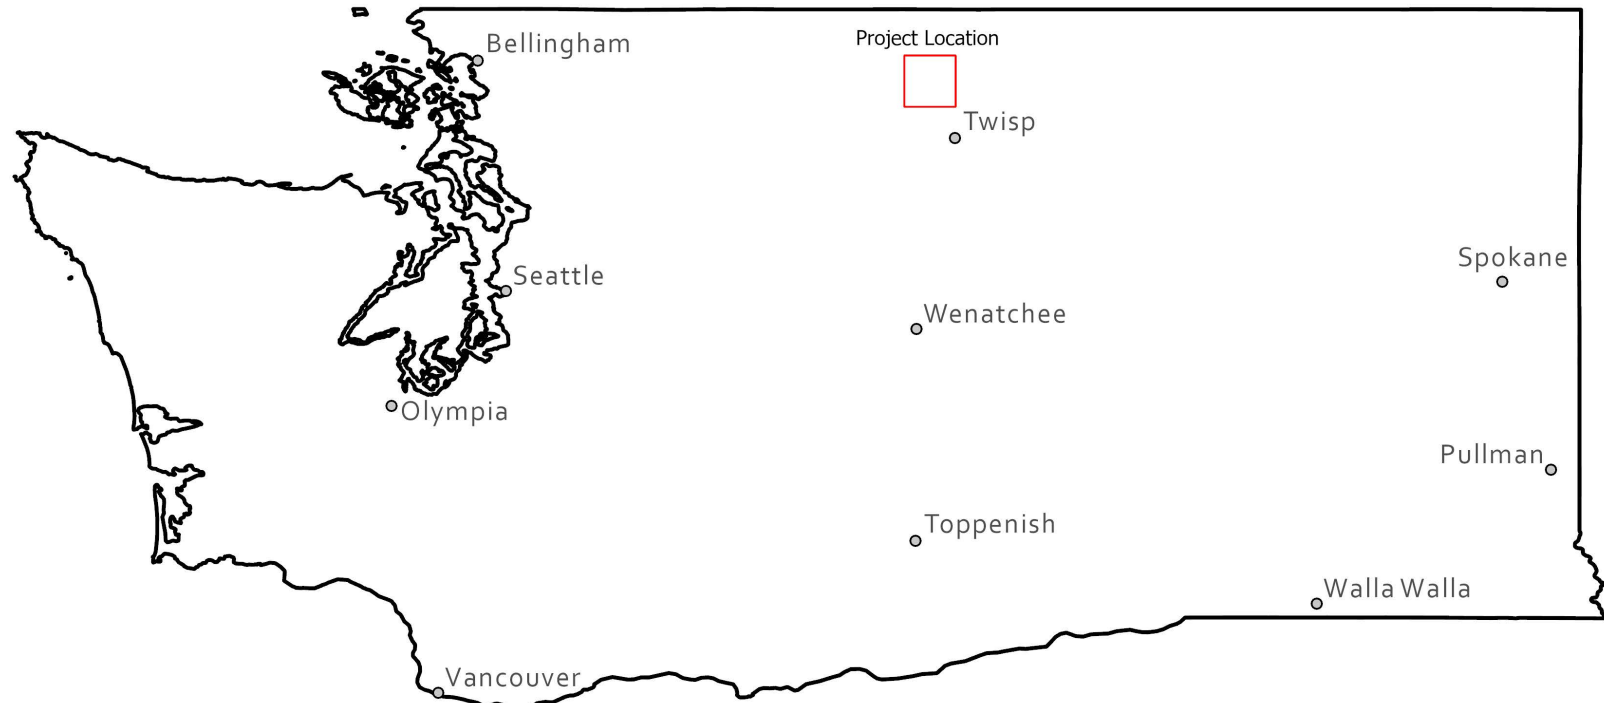 Project Location
Bellingham
Twisp
Spokane
Seattle
Wenatchee
Olympia
Pullman
Toppenish
Walla Walla
Vancouver